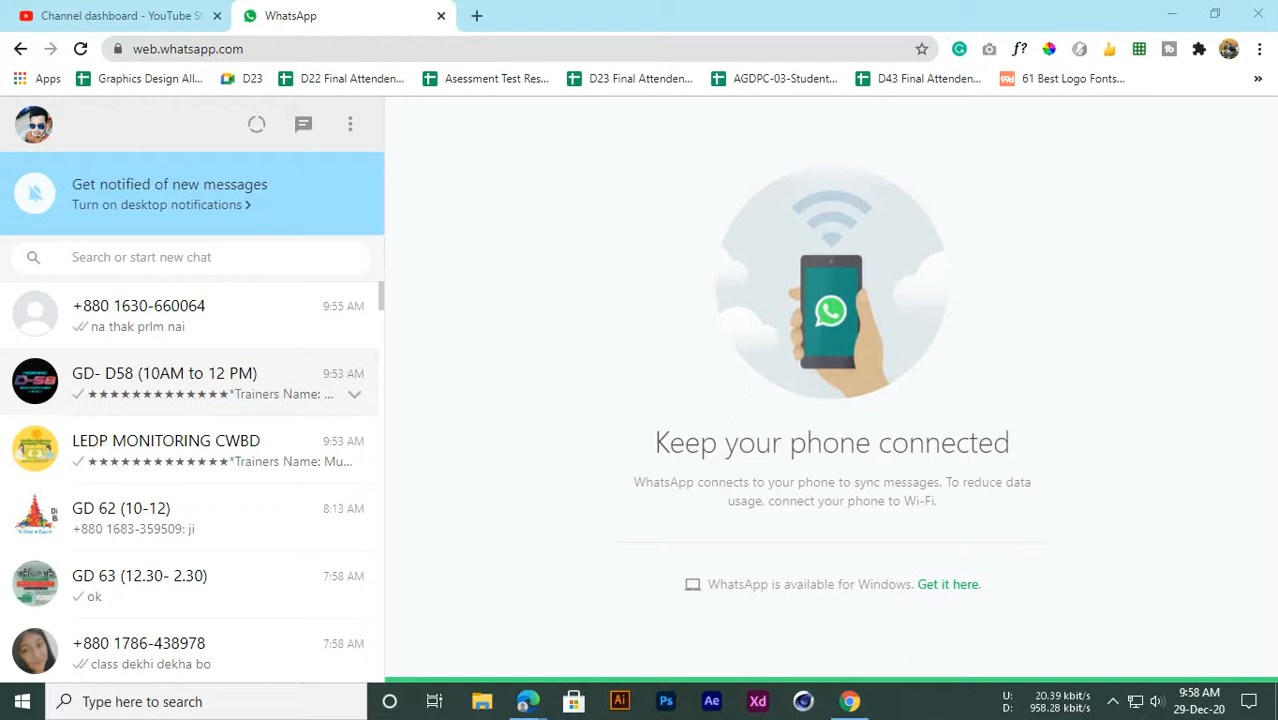 Channel dashboard - YouTube St
WhatsApp
web.whatsapp.com
f?
Apps
Graphics Design All...
D23
D22 Final Attenden...
Asessment Test Res...
D23 Final Attenden...
AGDPC-03-Student...
D43 Final Attenden...
61 Best Logo Fonts...
»
Get notified of new messages
Turn on desktop notifications >
Search or start new chat
+880 1630-660064 9:55 AM
na thak prlm nai
GD- D58 (10AM to 12 PM) 9:53 AM
★★★★★★★★★★★★★*Trainers Name: ...
LEDP MONITORING CWBD 9:53 AM
★★★★★★★★★★★★★*Trainers Name: Mu...
GD 62 (10-12) 8:13 AM
+880 1683-359509: ji
GD 63 (12.30- 2.30) 7:58 AM
ok
+880 1786-438978 7:58 AM
class dekhi dekha bo
Keep your phone connected
WhatsApp connects to your phone to sync messages. To reduce data
usage, connect your phone to Wi-Fi.
WhatsApp is available for Windows. Get it here.
Type here to search
Ai
Ps
Ae
Xd
U: 20.39 kbit/s
D: 958.28 kbit/s
9:58 AM
29-Dec-20